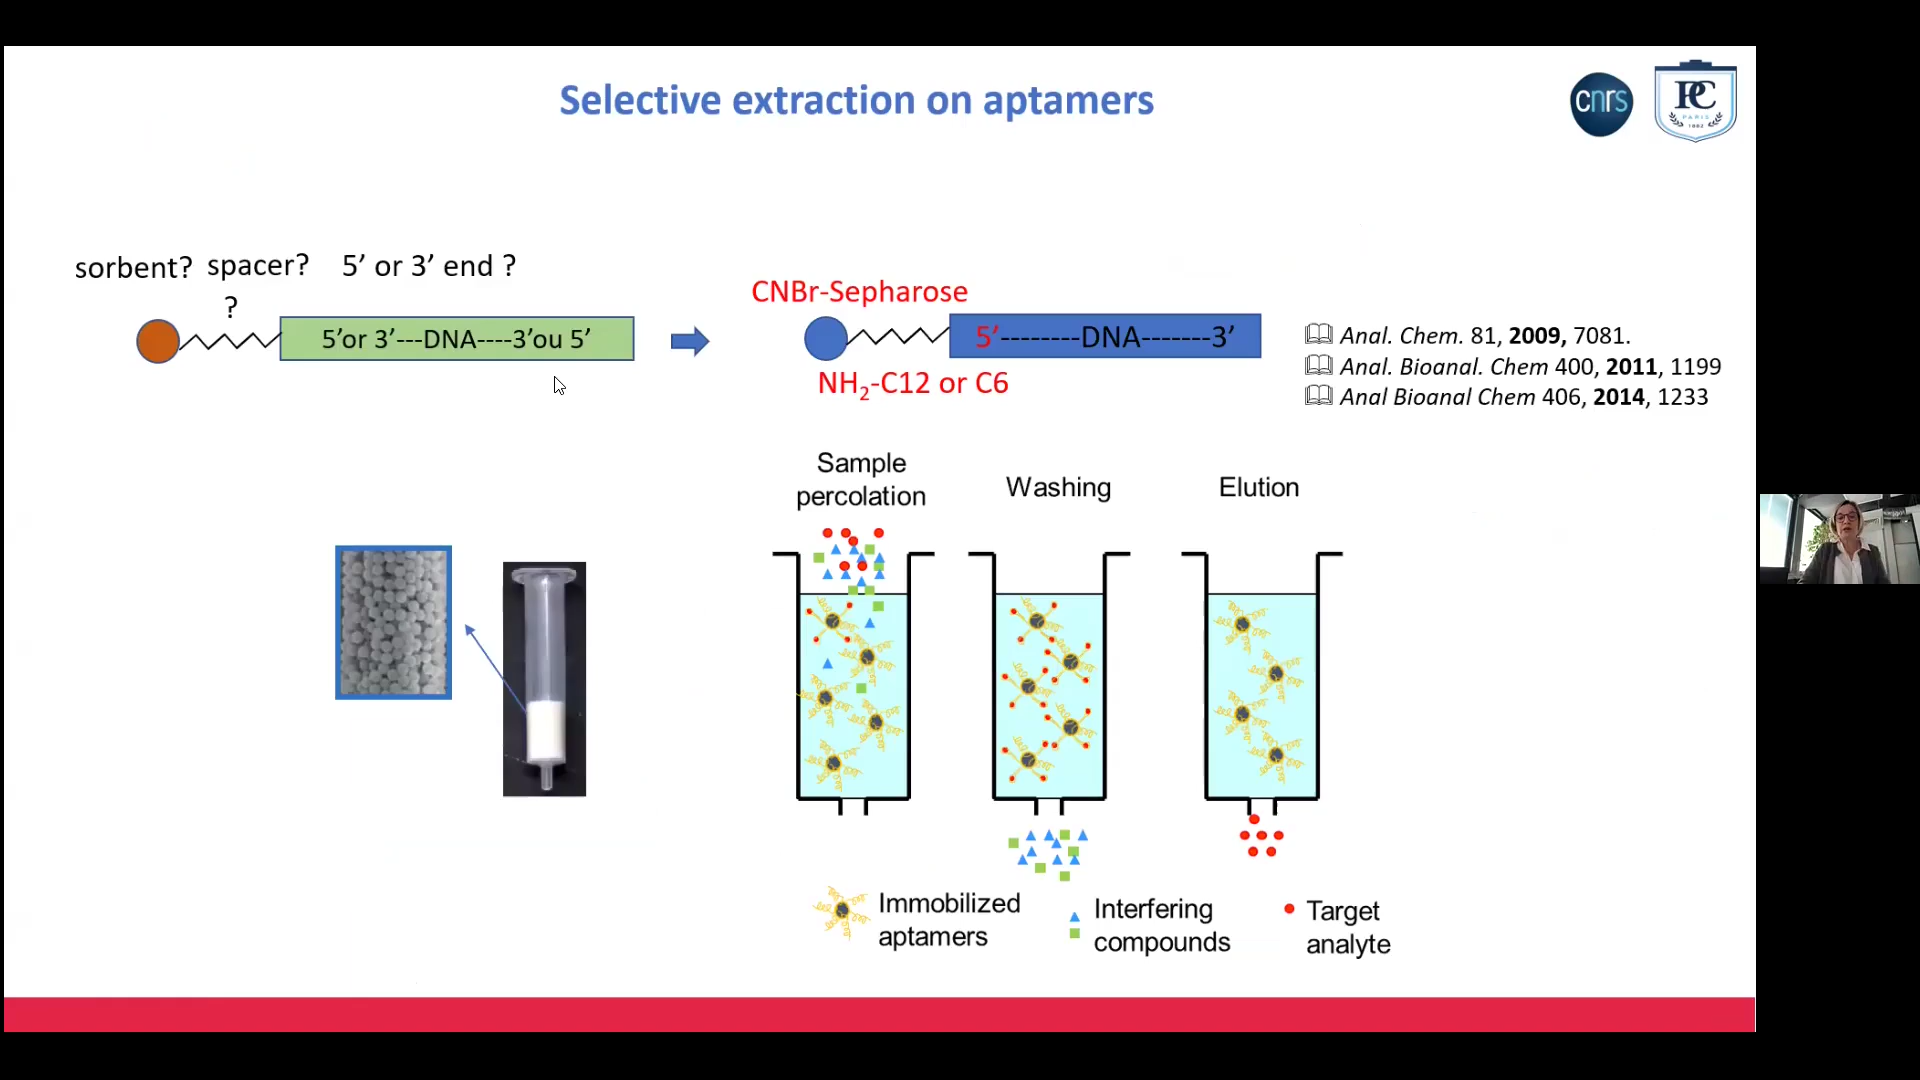 Selective extraction on aptamers
cnrs
PC
PARIS
1882
sorbent? spacer? 5’ or 3’ end ?
?
5’or 3’---DNA----3’ou 5’
CNBr-Sepharose
5’--------DNA-------3’
NH2-C12 or C6
Anal. Chem. 81, 2009, 7081.
Anal. Bioanal. Chem 400, 2011, 1199
Anal Bioanal Chem 406, 2014, 1233
Sample
percolation
Washing
Elution
Immobilized
aptamers
Interfering
compounds
Target
analyte